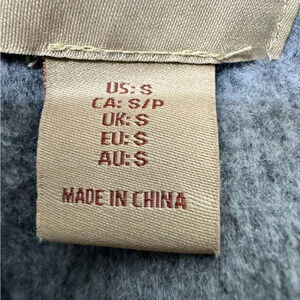 US: S
CA: S/P
UK: S
EU: S
AU: S
MADE IN CHINA